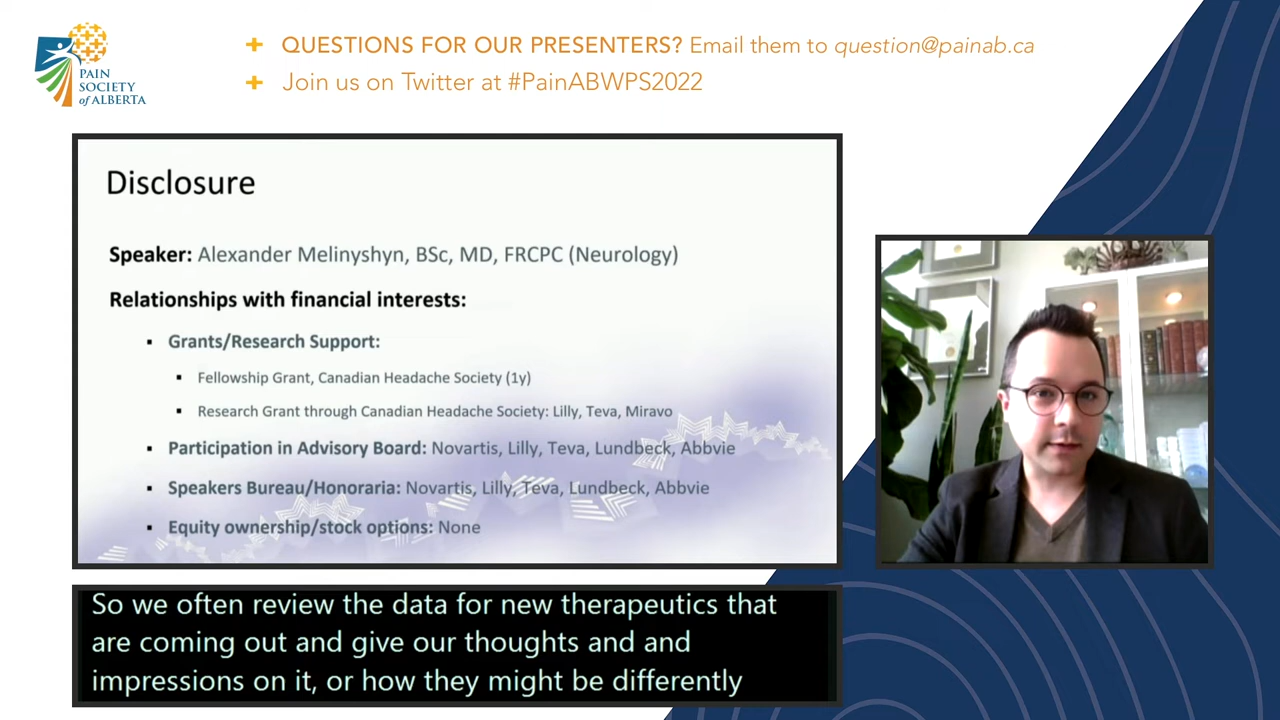 PAIN
SOCIETY
of ALBERTA
+ QUESTIONS FOR OUR PRESENTERS? Email them to question@painab.ca
+ Join us on Twitter at #PainABWPS2022
Disclosure
Speaker: Alexander Melinyshyn, BSc, MD, FRCPC (Neurology)
Relationships with financial interests:
▪ Grants/Research Support:
▪ Fellowship Grant, Canadian Headache Society (1y)
▪ Research Grant through Canadian Headache Society: Lilly, Teva, Miravo
▪ Participation in Advisory Board: Novartis, Lilly, Teva, Lundbeck, Abbvie
▪ Speakers Bureau/Honoraria: Novartis, Lilly, Teva, Lundbeck, Abbvie
▪ Equity ownership/stock options: None
So we often review the data for new therapeutics that
are coming out and give our thoughts and and
impressions on it, or how they might be differently